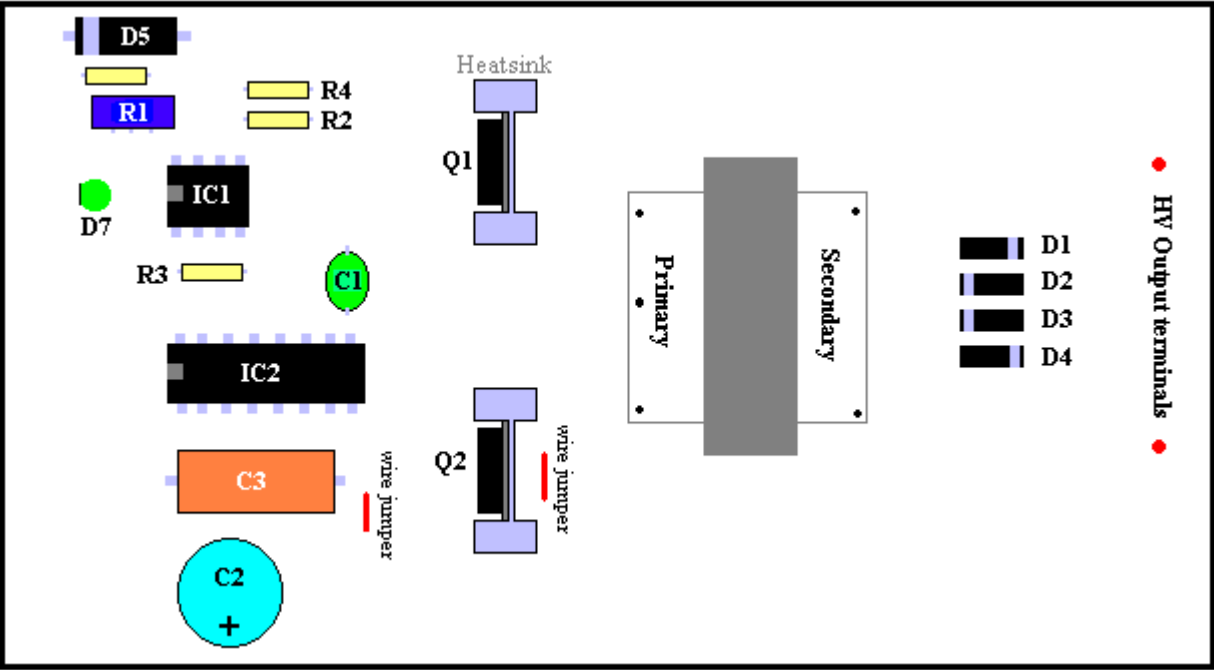 D5
Heatsink
R4
R1
R2
Q1
IC1
D7
HV Output terminals
D1
R3
C1
Primary
Secondary
D2
D3
D4
IC2
Q2
wire jumper
C3
wire jumper
C2
+